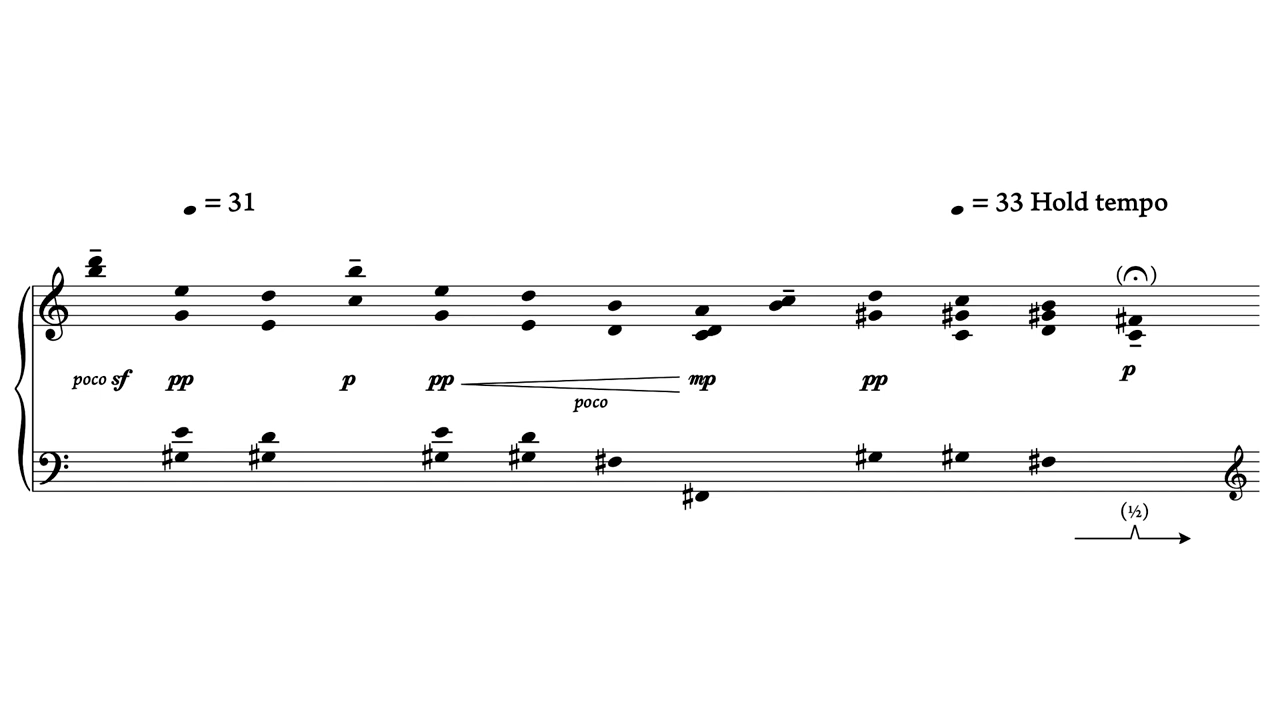 = 31
= 33 Hold tempo
poco sf pp p pp mp pp p
poco
(½)